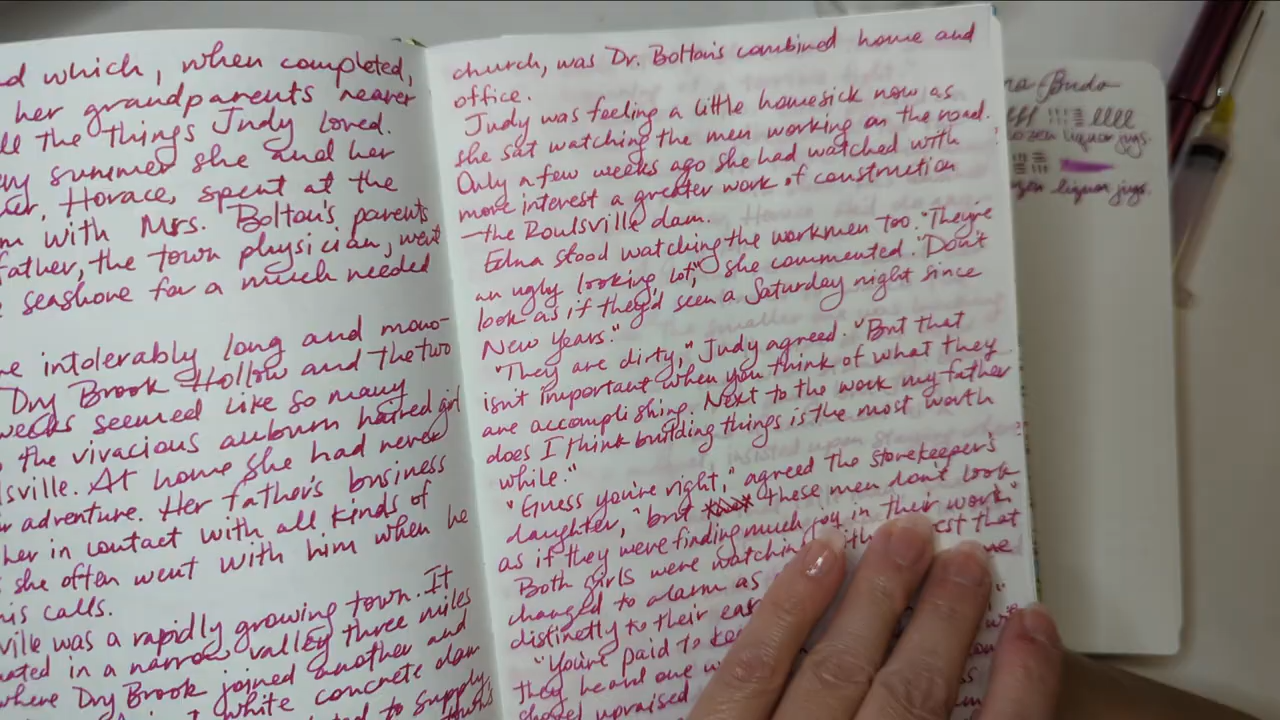 d which, when completed,
her grandparents nearer
the things Judy loved.
summer she and her
Horace, spent at the
with Mrs. Bolton's parents
father, the town physician, went
seashore for a much needed
intolerably long and mono-
Dry Brook Hollow and the two
weeks seemed like so many
the vivacious auburn haired girl
At home she had never
adventure. Her father's business
her in contact with all kinds of
she often went with him when he
his calls.
ville was a rapidly growing town. It
in a narrow valley three miles
where Dry Brook joined another and
white concrete dam
to supply
church, was Dr. Bolton's combined home and
office.
Judy was feeling a little homesick now as
she sat watching the men working on the road.
Only a few weeks ago she had watched with
more interest a greater work of construction
—the Roulsville dam.
Edna stood watching the workmen too. "They're
an ugly looking lot," she commented. "Don't
look as if they'd seen a Saturday night since
New Years."
"They are dirty," Judy agreed. "But that
isn't important when you think of what they
are accomplishing. Next to the work my father
does I think building things is the most worth
while."
"Guess you're right," agreed the storekeeper's
daughter, "but these men don't look
as if they were finding much joy in their work"
Both girls were watching that
changed to alarm as
distinctly to their
"You're paid to
they heard one
upraised
liquor jugs.
liquor jugs.